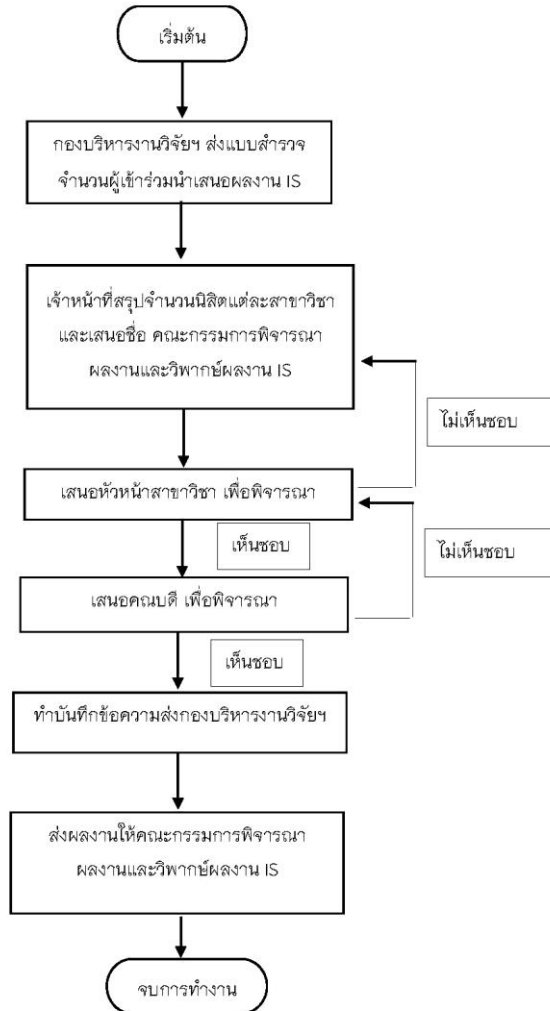 เริ่มต้น
กองบริหารงานวิจัยฯ ส่งแบบสำรวจ
จำนวนผู้เข้าร่วมนำเสนอผลงาน IS
เจ้าหน้าที่สรุปจำนวนนิสิตแต่ละสาขาวิชา
และเสนอชื่อ คณะกรรมการพิจารณา
ผลงานและวิพากษ์ผลงาน IS
ไม่เห็นชอบ
เสนอหัวหน้าสาขาวิชา เพื่อพิจารณา
เห็นชอบ
ไม่เห็นชอบ
เสนอคณบดี เพื่อพิจารณา
เห็นชอบ
ทำบันทึกข้อความส่งกองบริหารงานวิจัยฯ
ส่งผลงานให้คณะกรรมการพิจารณา
ผลงานและวิพากษ์ผลงาน IS
จบการทำงาน